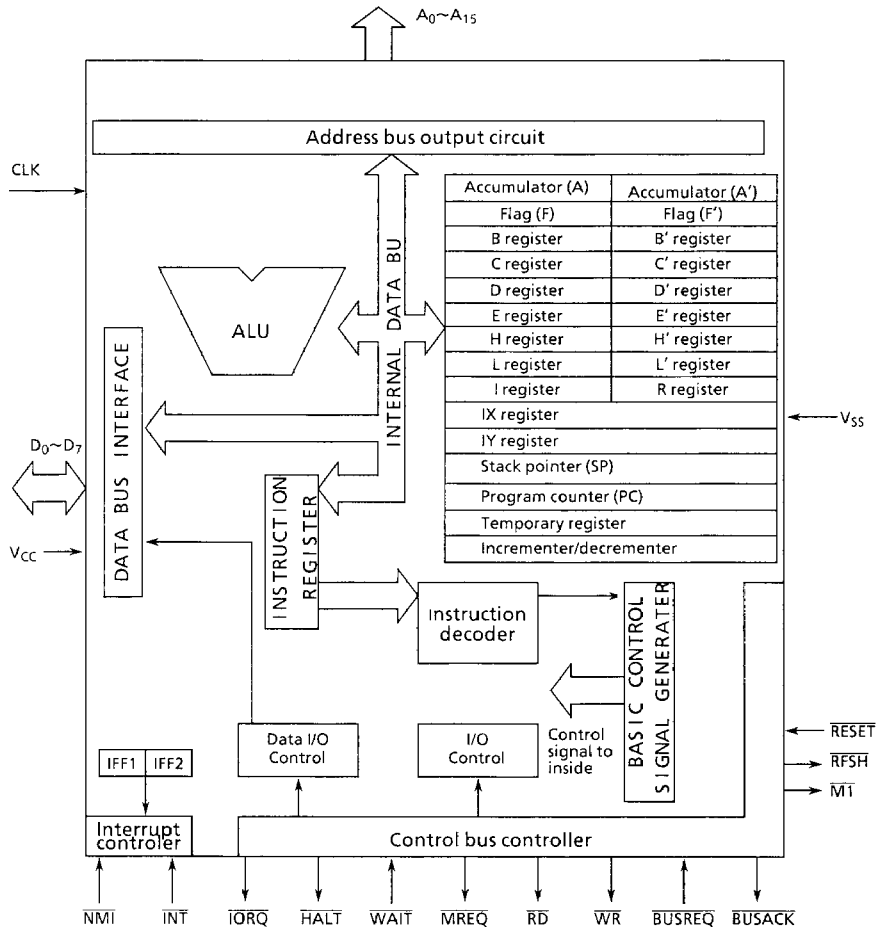 A0~A15
Address bus output circuit
CLK
Accumulator (A)
Accumulator (A')
Flag (F)
Flag (F')
B register
B' register
C register
C' register
D register
D' register
E register
E' register
H register
H' register
L register
L' register
I register
R register
IX register
IY register
Stack pointer (SP)
Program counter (PC)
Temporary register
Incrementer/decrementer
ALU
INTERNAL DATA BU
DATA BUS INTERFACE
D0~D7
VCC
VSS
INSTRUCTION
REGISTER
Instruction
decoder
BASIC CONTROL
SIGNAL GENERATER
Control
signal to
inside
Data I/O
Control
I/O
Control
IFF1
IFF2
Interrupt
controler
Control bus controller
RESET
RFSH
M1
NMI
INT
IORQ
HALT
WAIT
MREQ
RD
WR
BUSREQ
BUSACK